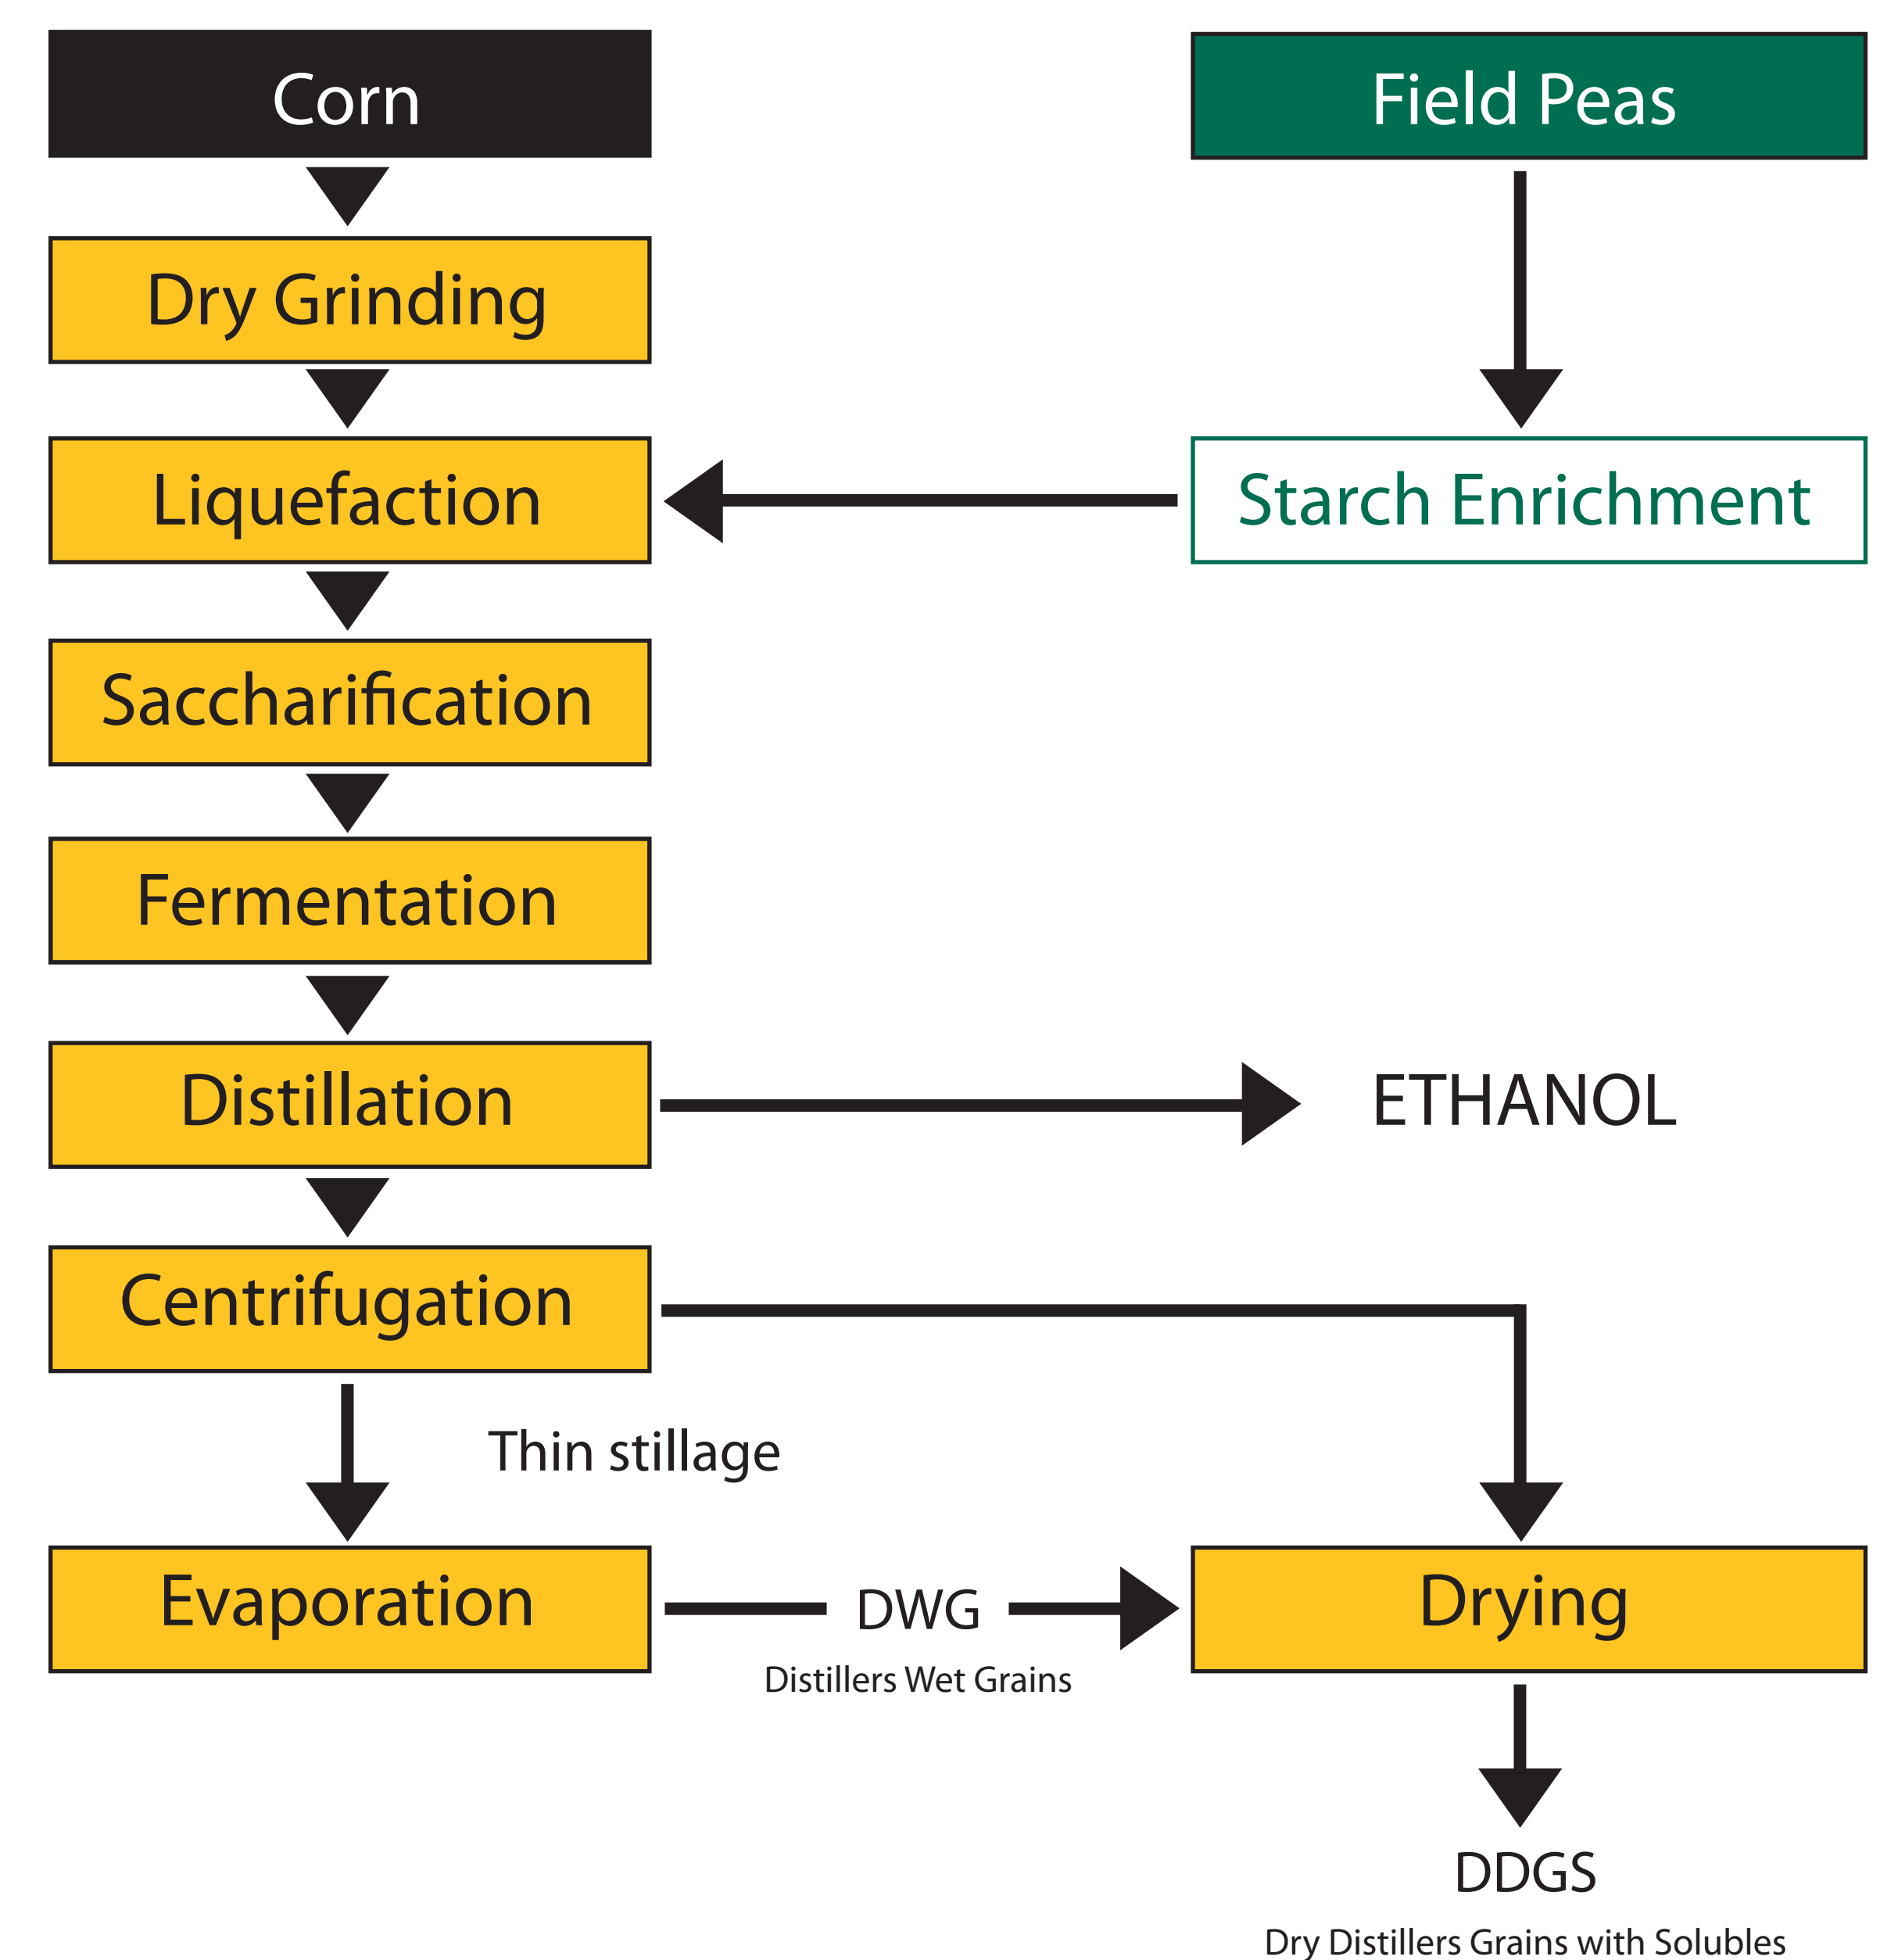 Corn
Field Peas
Dry Grinding
Liquefaction
Starch Enrichment
Saccharification
Fermentation
Distillation
ETHANOL
Centrifugation
Thin stillage
Evaporation
DWG
Distillers Wet Grains
Drying
DDGS
Dry Distillers Grains with Solubles